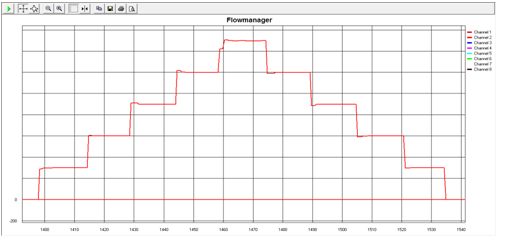 Flowmanager
Channel 1
Channel 2
Channel 3
Channel 4
Channel 5
Channel 6
Channel 7
Channel 8
0
-200
1400 1410 1420 1430 1440 1450 1460 1470 1480 1490 1500 1510 1520 1530 1540